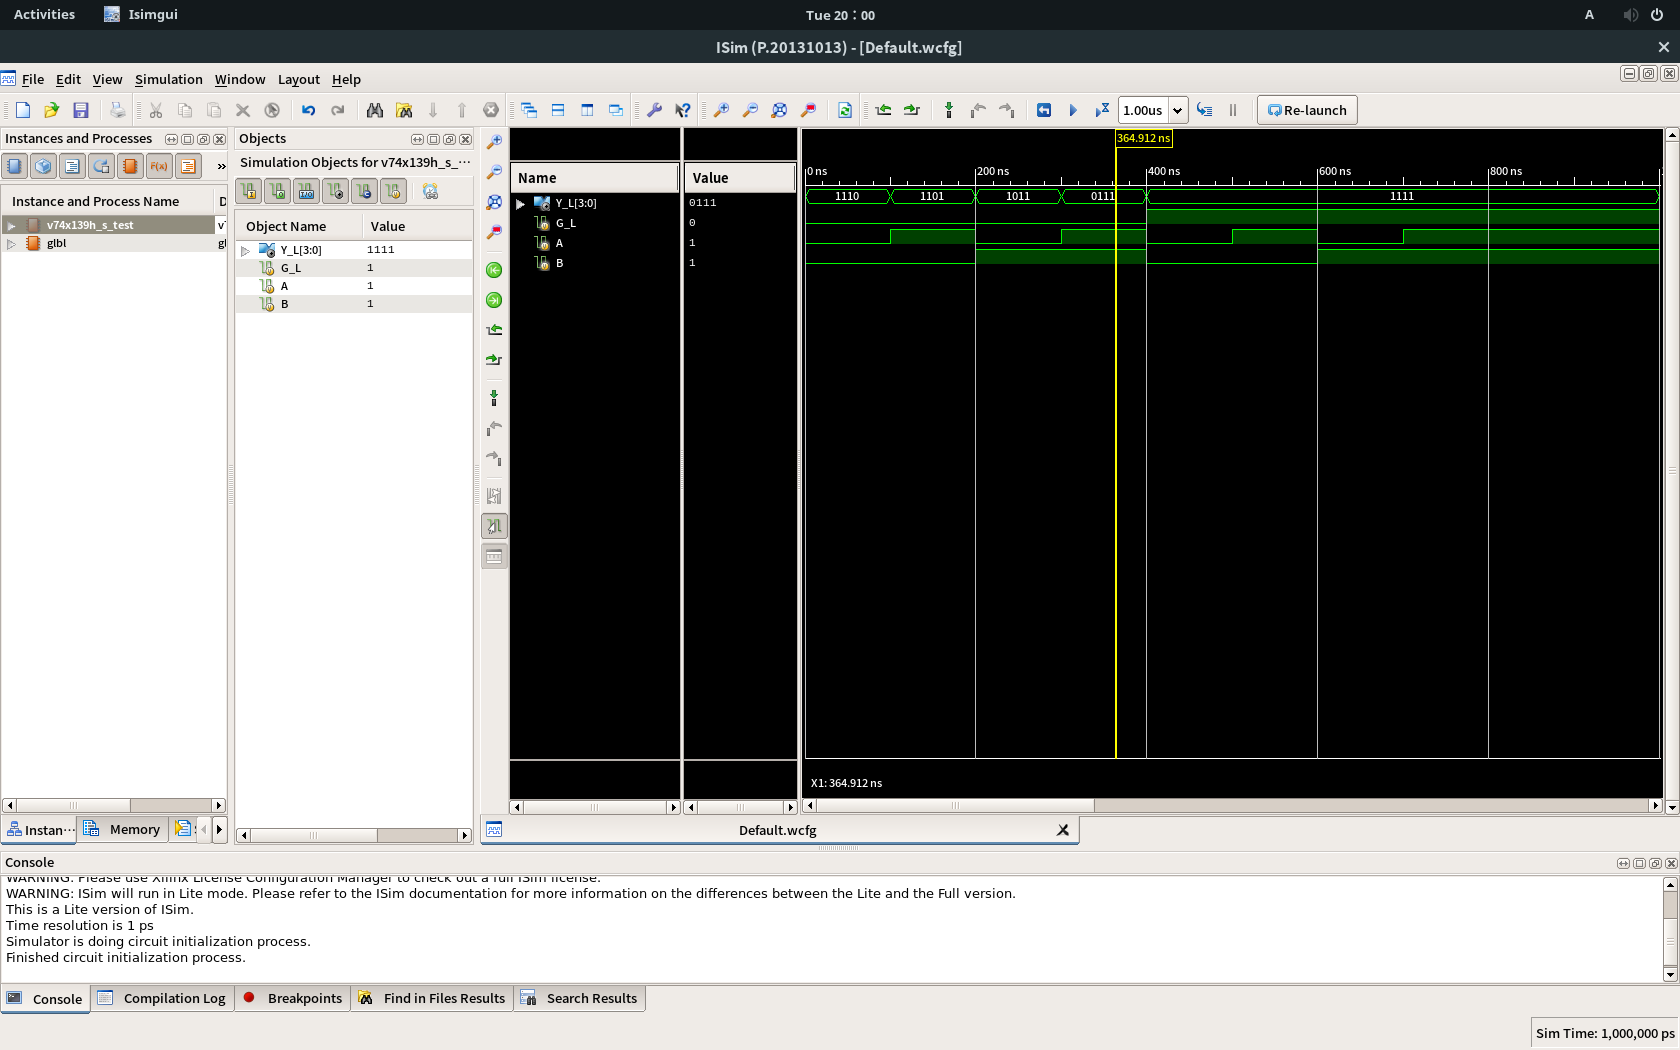 Activities Isimgui Tue 20:00 A
ISim (P.20131013) - [Default.wcfg]
File Edit View Simulation Window Layout Help
1.00us Re-launch
Instances and Processes
F(x) »
Instance and Process Name D
v74x139h_s_test v
glbl gl
Instan··· Memory S
Objects
Simulation Objects for v74x139h_s_···
Object Name Value
Y_L[3:0] 1111
G_L 1
A 1
B 1
Name Value
Y_L[3:0] 0111
G_L 0
A 1
B 1
364.912 ns
0 ns 200 ns 400 ns 600 ns 800 ns
1110 1101 1011 0111 1111
X1: 364.912 ns
Default.wcfg
Console
WARNING: Please use Xilinx License Configuration Manager to check out a full ISim license.
WARNING: ISim will run in Lite mode. Please refer to the ISim documentation for more information on the differences between the Lite and the Full version.
This is a Lite version of ISim.
Time resolution is 1 ps
Simulator is doing circuit initialization process.
Finished circuit initialization process.
Console Compilation Log Breakpoints Find in Files Results Search Results
Sim Time: 1,000,000 ps